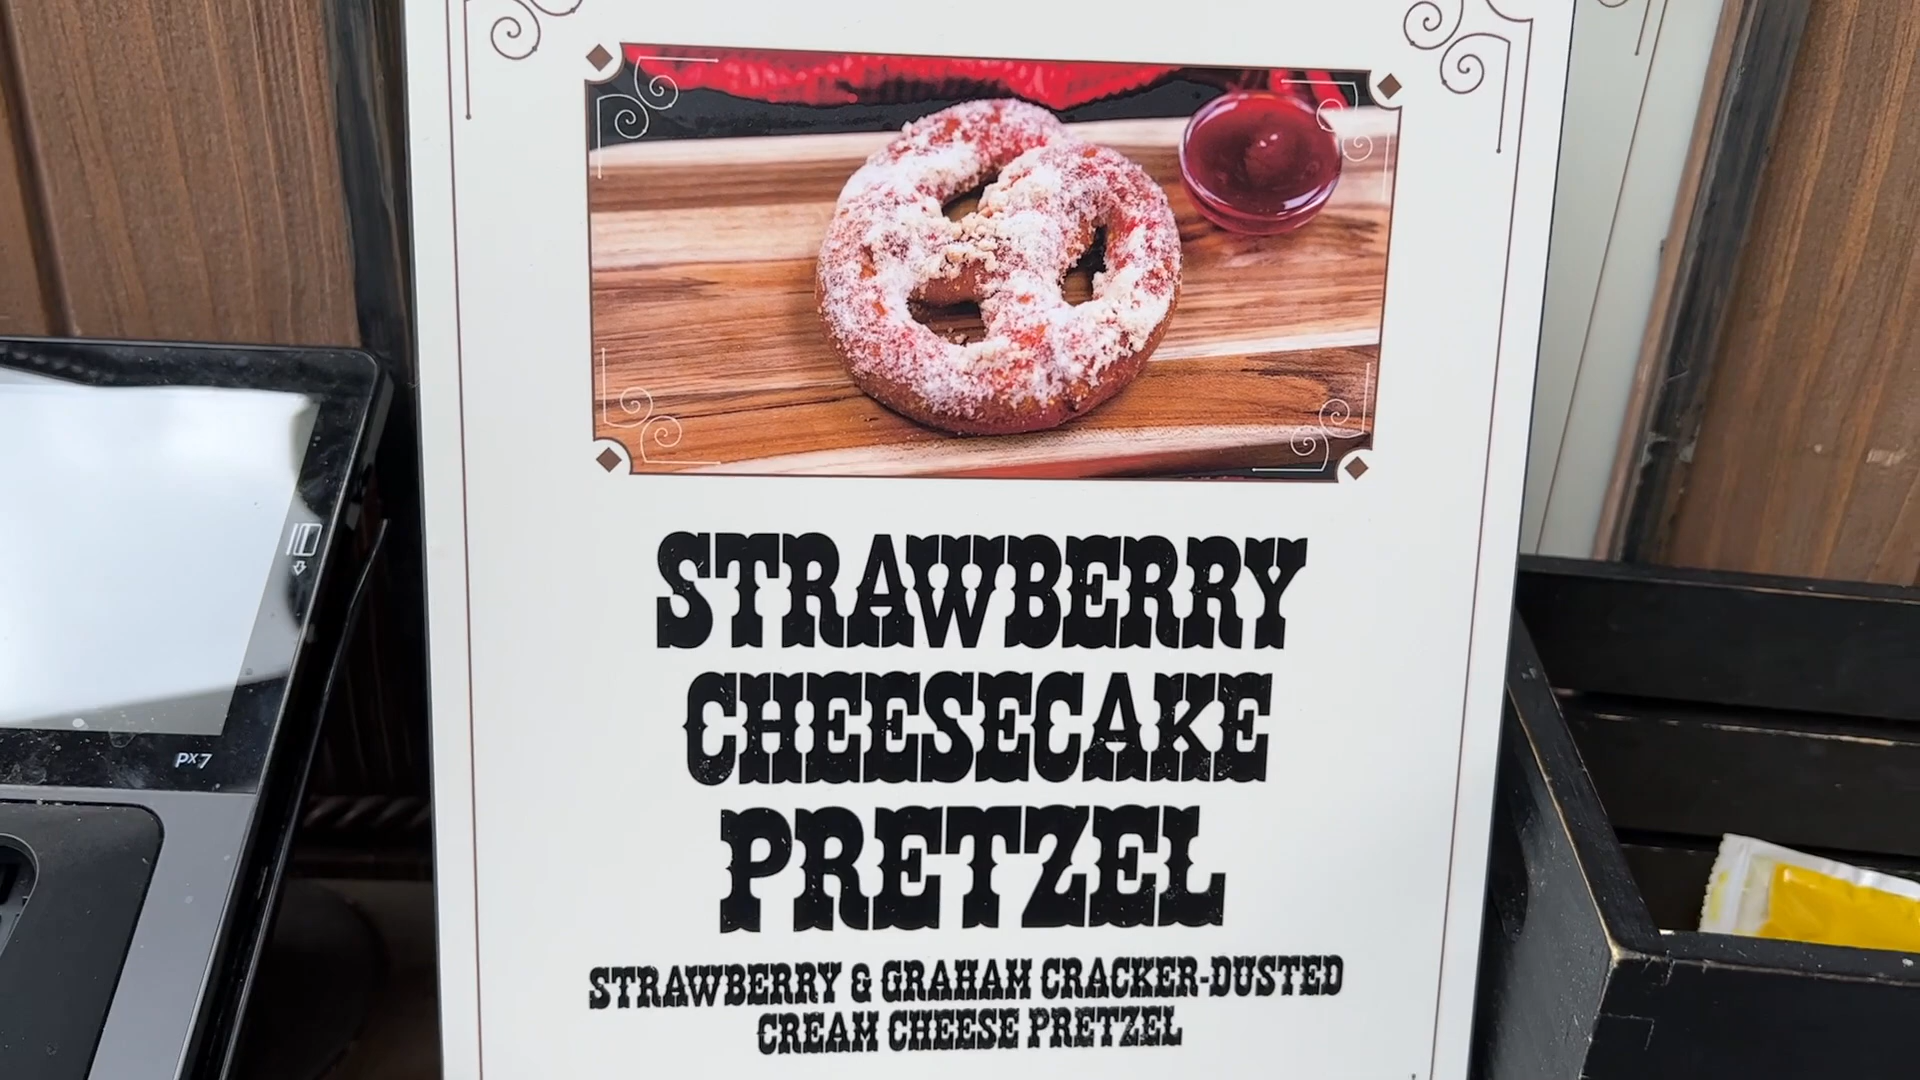 STRAWBERRY
CHEESECAKE
PRETZEL
STRAWBERRY & GRAHAM CRACKER-DUSTED
CREAM CHEESE PRETZEL
px7